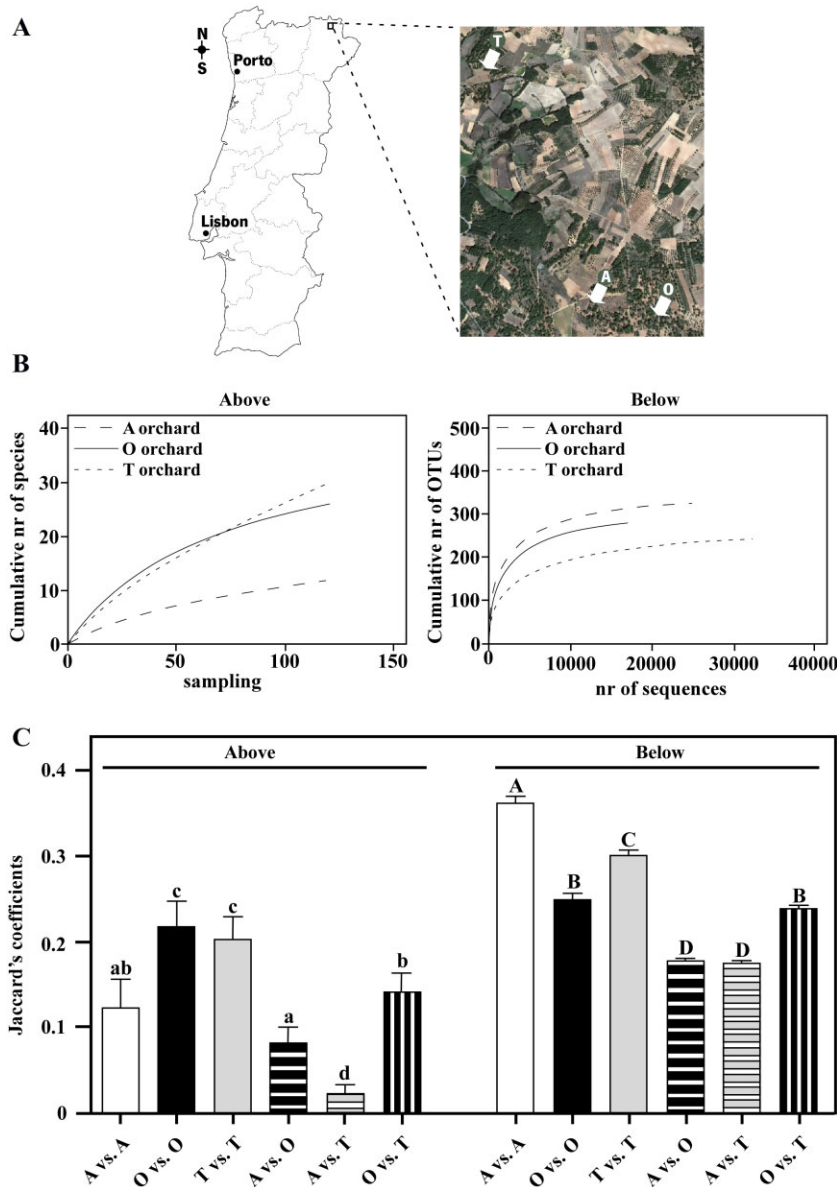 A
N
S
Porto
Lisbon
T
A
O
B
Above
Cumulative nr of species
40
30
20
10
0
A orchard
O orchard
T orchard
0
50
100
150
sampling
Below
Cumulative nr of OTUs
500
400
300
200
100
0
A orchard
O orchard
T orchard
0
10000
20000
30000
40000
nr of sequences
C
Above
Below
Jaccard's coefficients
0.4
0.3
0.2
0.1
0
ab
c
c
a
d
b
A
B
C
D
D
B
A vs. A
O vs. O
T vs. T
A vs. O
A vs. T
O vs. T
A vs. A
O vs. O
T vs. T
A vs. O
A vs. T
O vs. T